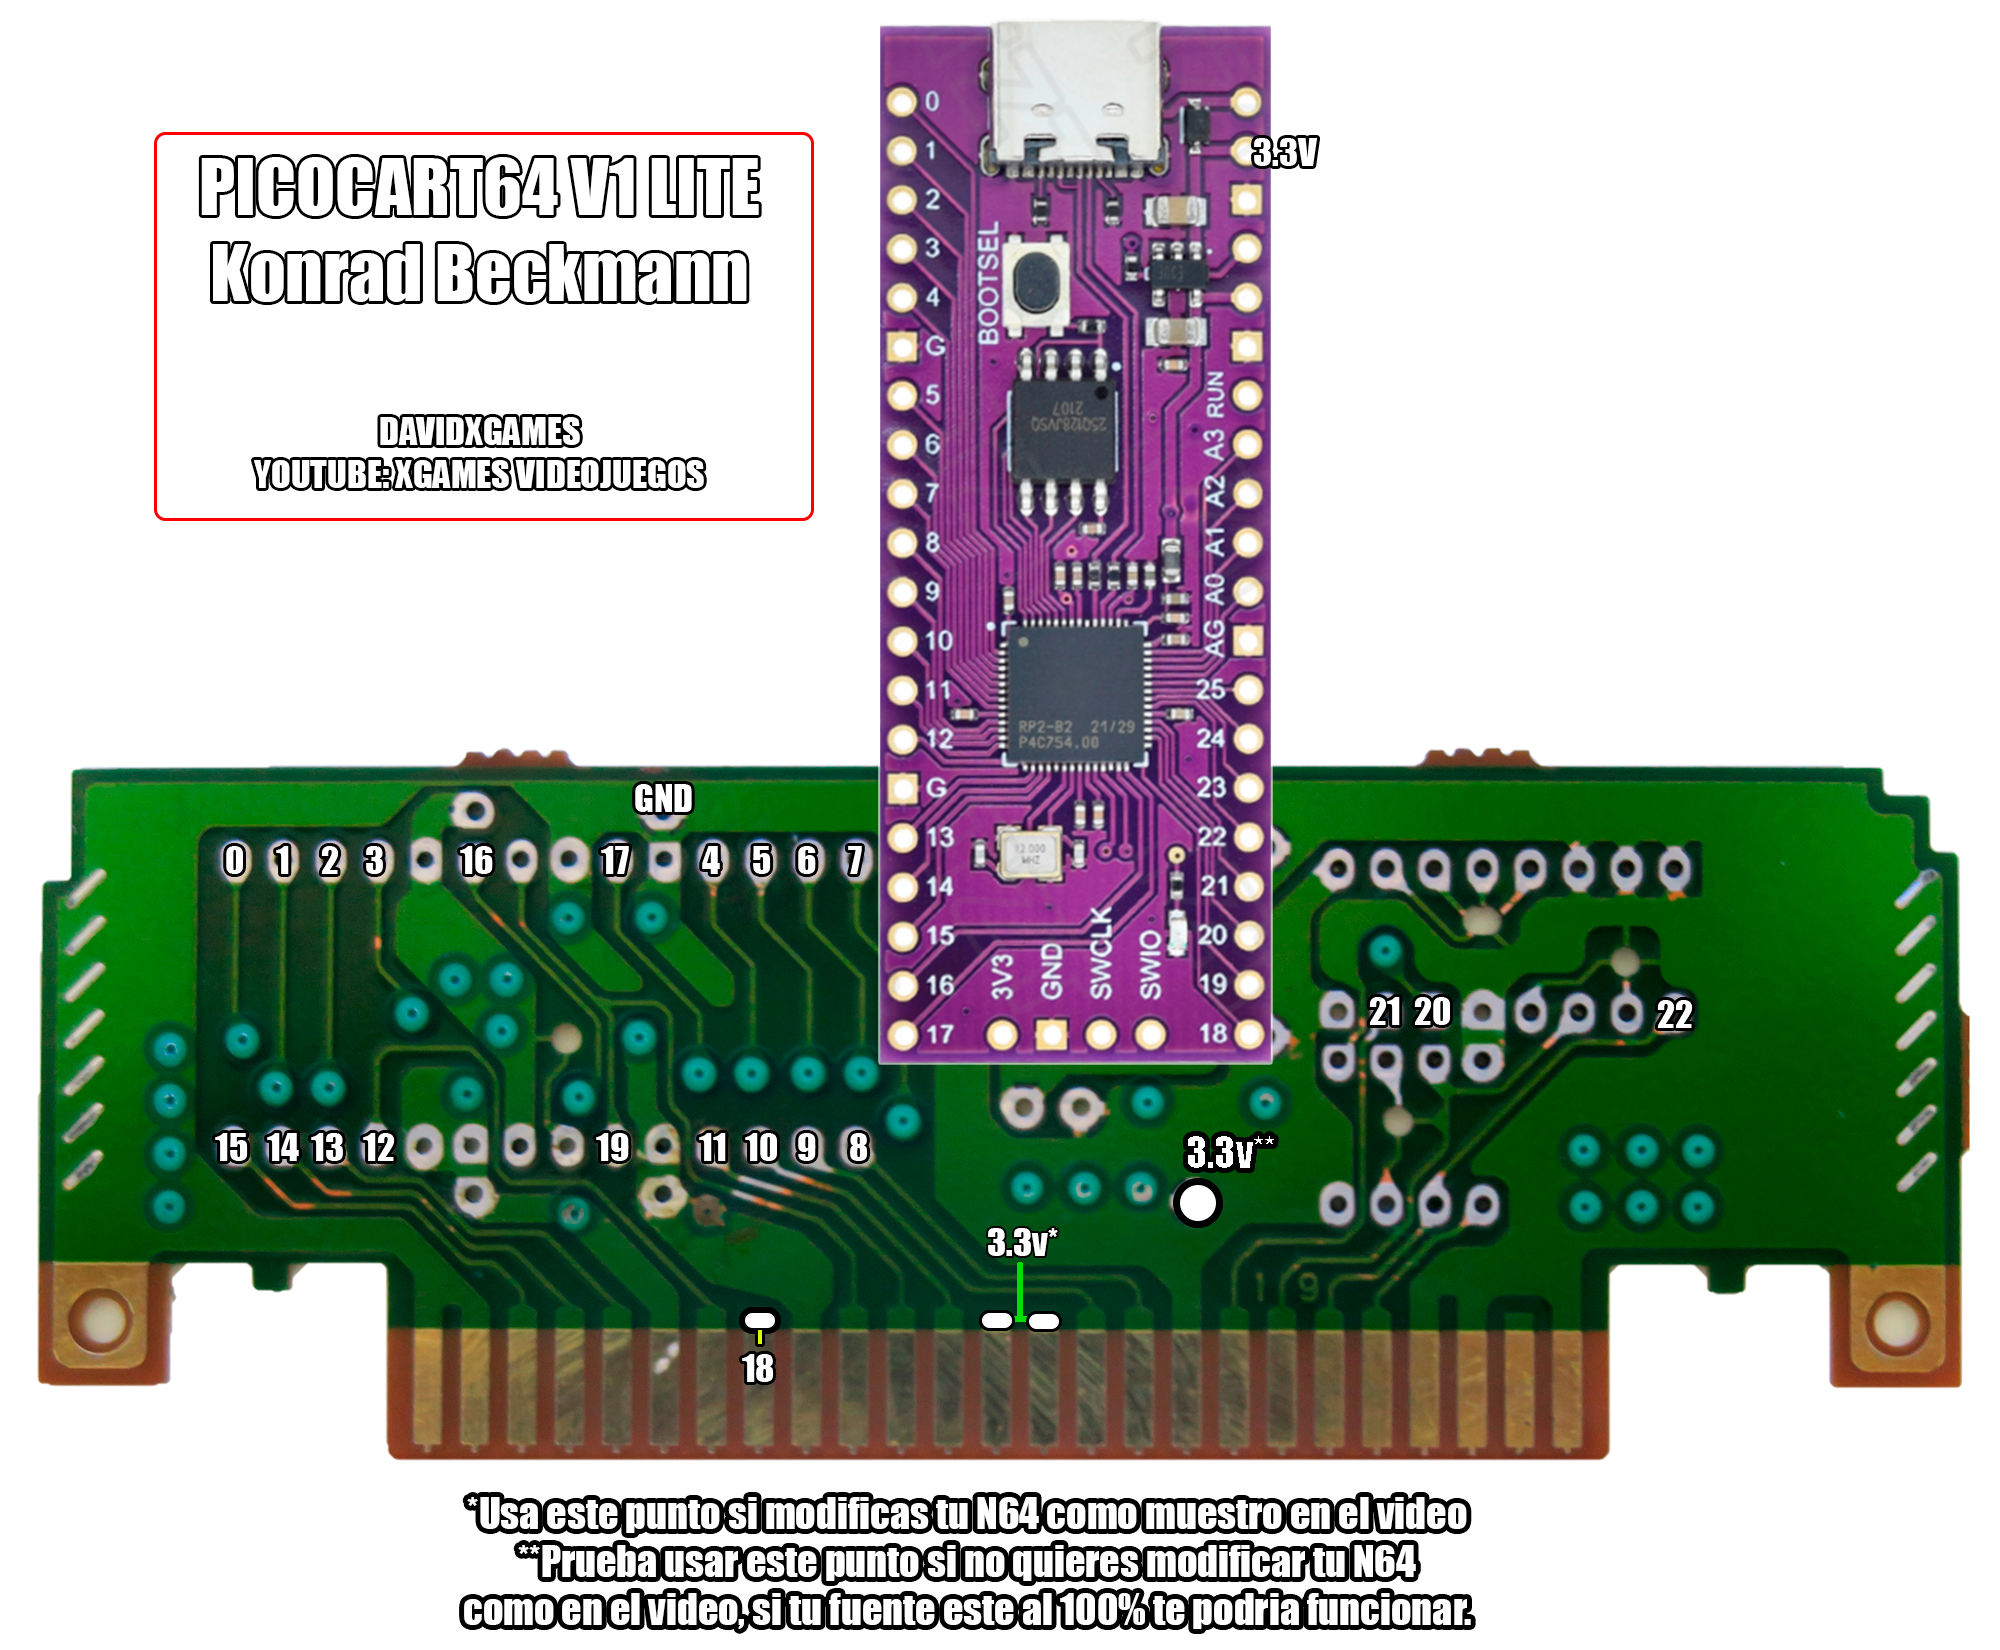 PICOCART64 V1 LITE
Konrad Beckmann
DAVIDXGAMES
YOUTUBE: XGAMES VIDEOJUEGOS
0
1
3.3V
2
3
4
BOOTSEL
G
5
RUN
25Q128JVSQ
2107
6
A3
7
A2
8
A1
9
A0
10
AG
11
25
RP2-B2 21/29
P4C754.00
12
24
G
23
13
22
12.000
MHZ
14
21
15
20
16
3V3
GND
SWCLK
SWIO
19
17
18
GND
0 1 2 3 16 17 4 5 6 7
21 20 22
15 14 13 12 19 11 10 9 8
3.3v**
3.3v*
1 9
18
*Usa este punto si modificas tu N64 como muestro en el video
**Prueba usar este punto si no quieres modificar tu N64
como en el video, si tu fuente este al 100% te podria funcionar.